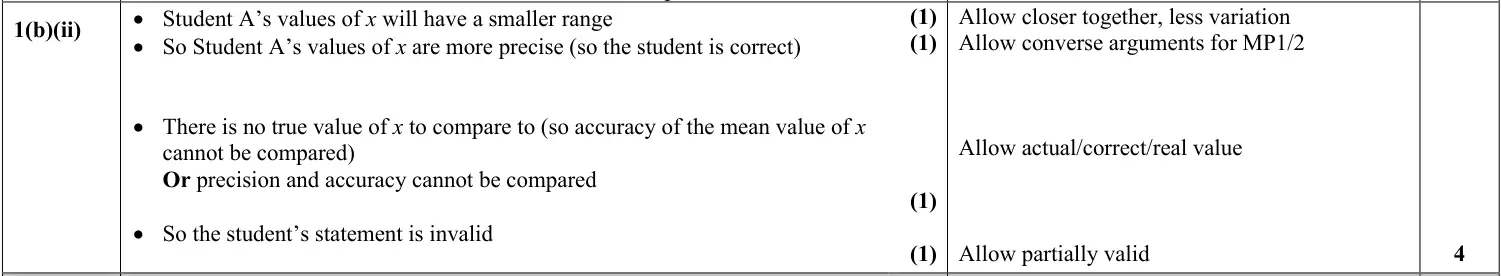 1(b)(ii)
• Student A’s values of x will have a smaller range (1) Allow closer together, less variation
• So Student A’s values of x are more precise (so the student is correct) (1) Allow converse arguments for MP1/2
• There is no true value of x to compare to (so accuracy of the mean value of x
cannot be compared)
Allow actual/correct/real value
Or precision and accuracy cannot be compared
(1)
• So the student’s statement is invalid
(1) Allow partially valid 4